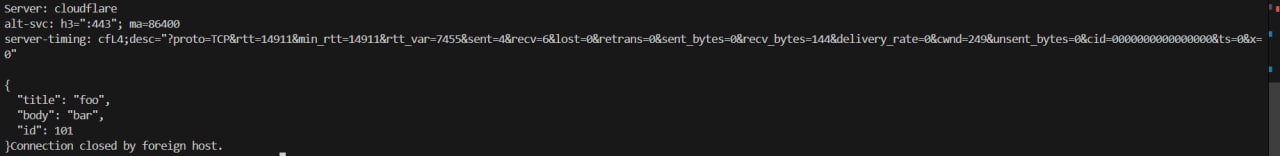 Server: cloudflare
alt-svc: h3=":443"; ma=86400
server-timing: cfL4;desc="?proto=TCP&rtt=14911&min_rtt=14911&rtt_var=7455&sent=4&recv=6&lost=0&retrans=0&sent_bytes=0&recv_bytes=144&delivery_rate=0&cwnd=249&unsent_bytes=0&cid=0000000000000000&ts=0&x=
0"

{
  "title": "foo",
  "body": "bar",
  "id": 101
}Connection closed by foreign host.